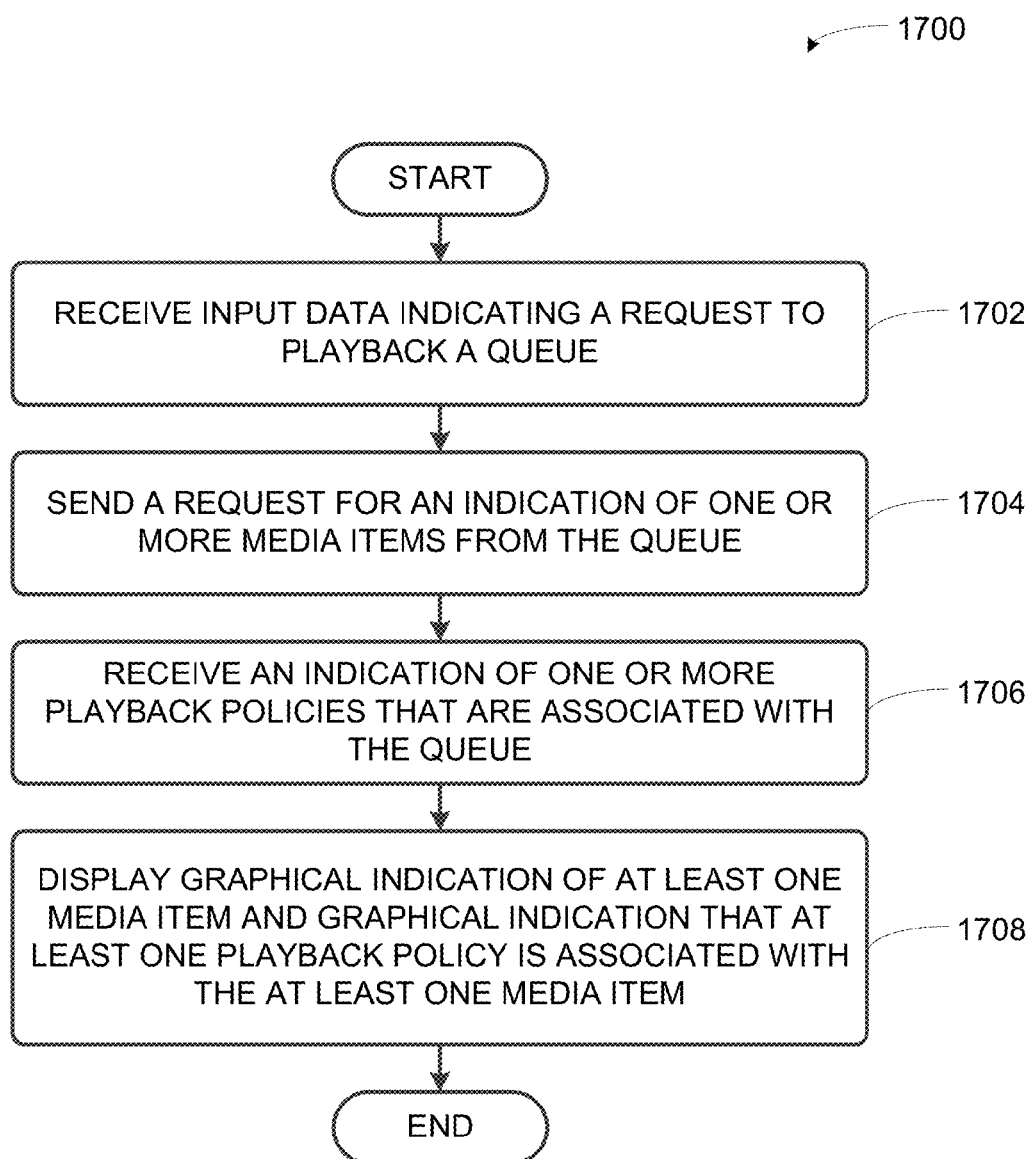 1700
START
RECEIVE INPUT DATA INDICATING A REQUEST TO
PLAYBACK A QUEUE
1702
SEND A REQUEST FOR AN INDICATION OF ONE OR
MORE MEDIA ITEMS FROM THE QUEUE
1704
RECEIVE AN INDICATION OF ONE OR MORE
PLAYBACK POLICIES THAT ARE ASSOCIATED WITH
THE QUEUE
1706
DISPLAY GRAPHICAL INDICATION OF AT LEAST ONE
MEDIA ITEM AND GRAPHICAL INDICATION THAT AT
LEAST ONE PLAYBACK POLICY IS ASSOCIATED WITH
THE AT LEAST ONE MEDIA ITEM
1708
END